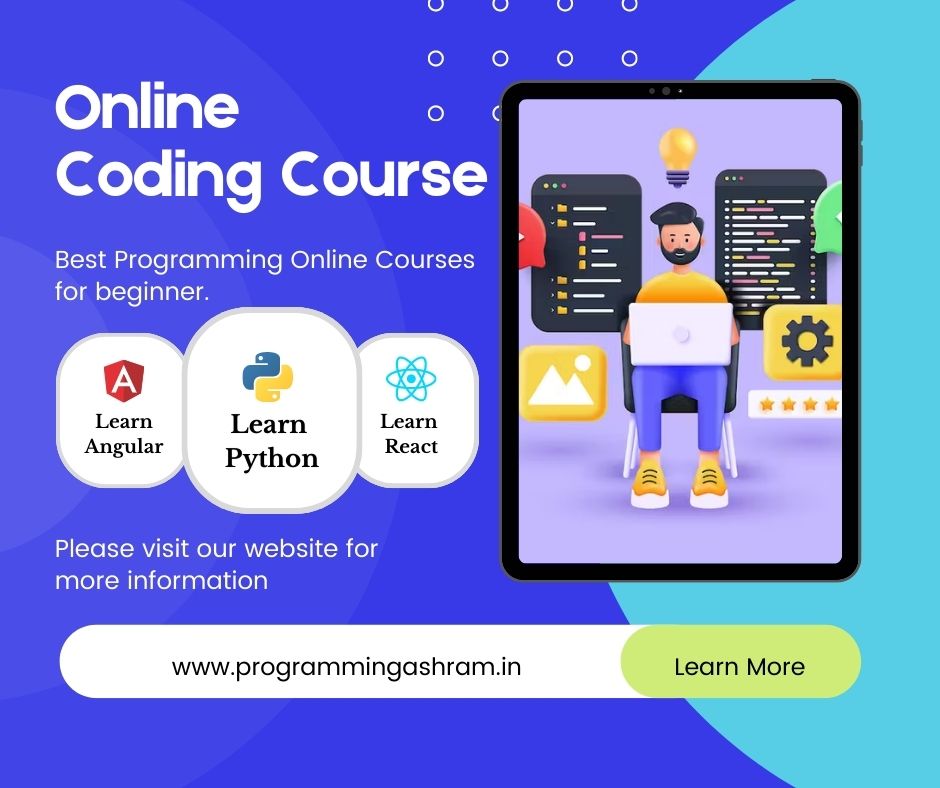 Online
Coding Course
Best Programming Online Courses
for beginner.
Learn
Angular
Learn
Python
Learn
React
Please visit our website for
more information
www.programmingashram.in
Learn More